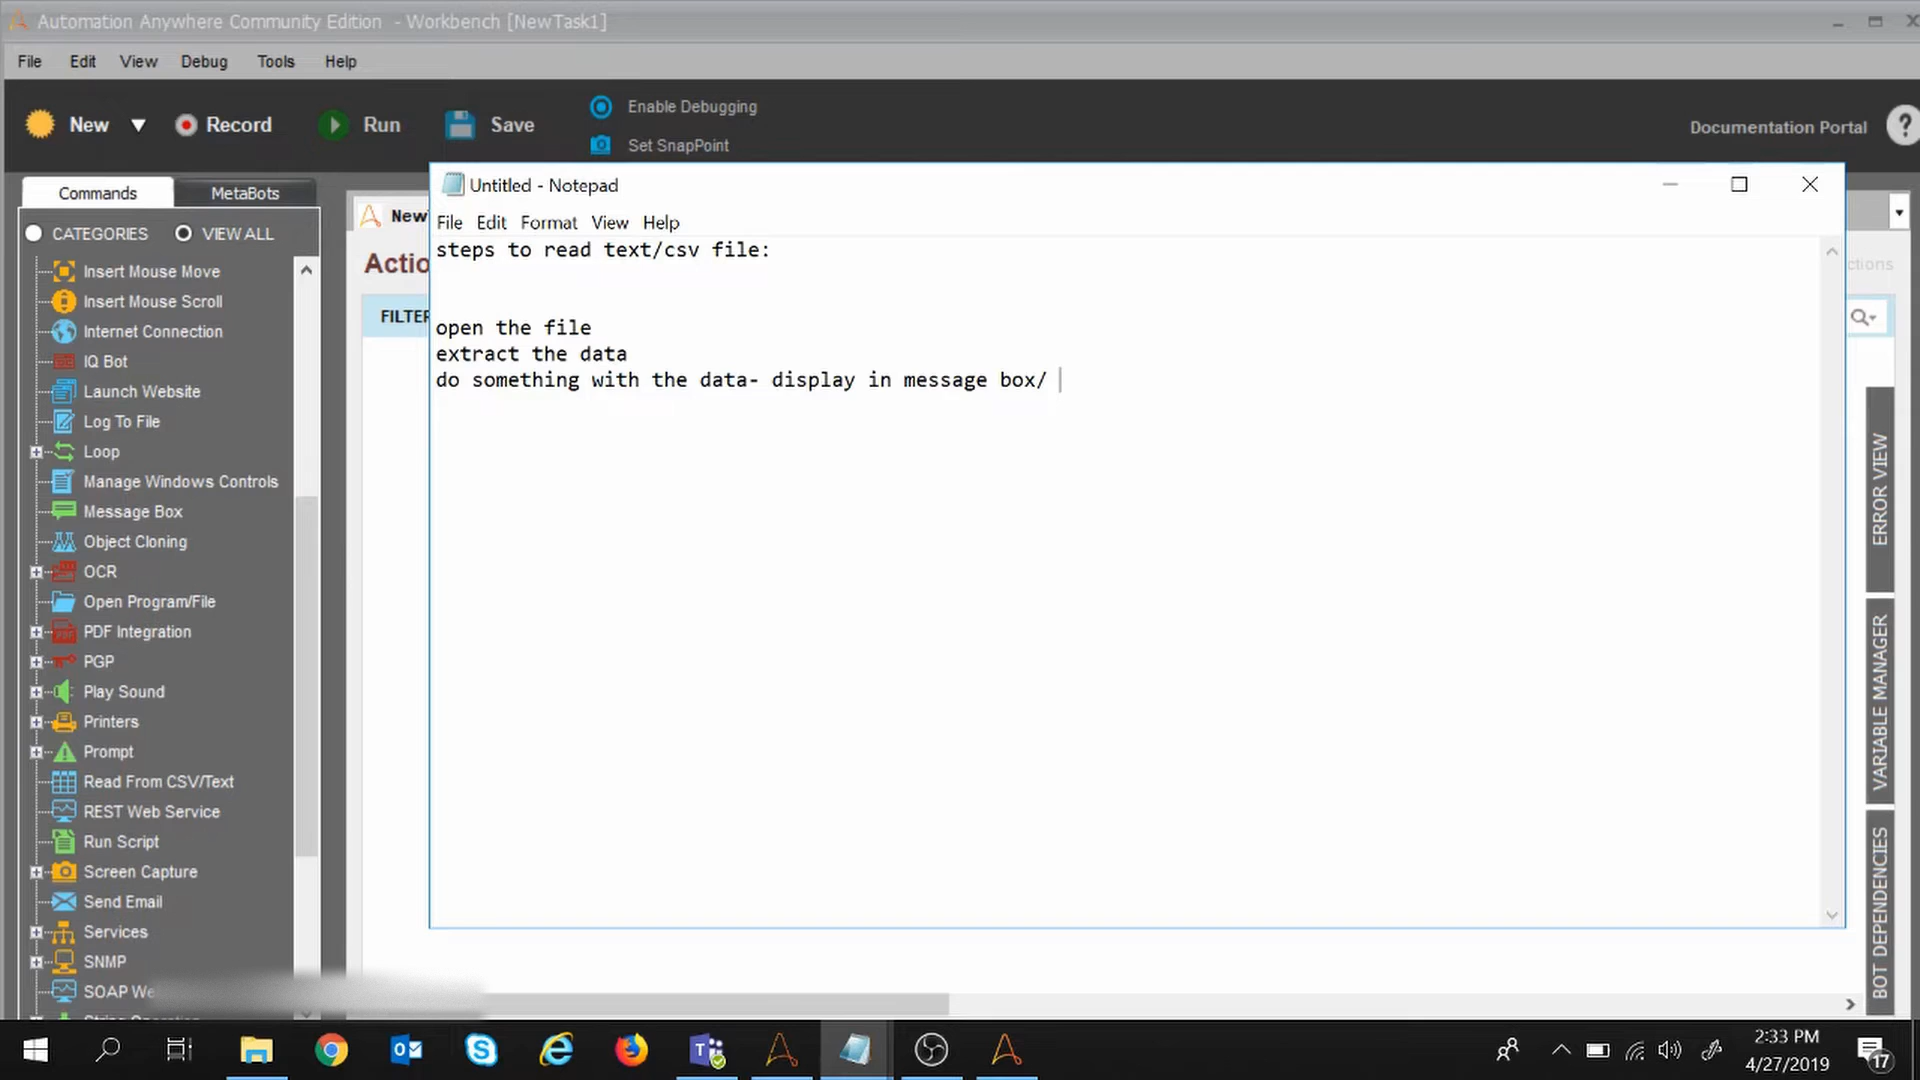 Automation Anywhere Community Edition - Workbench [NewTask1]
File Edit View Debug Tools Help
New Record Run Save
Enable Debugging
Set SnapPoint
Documentation Portal ?
Commands MetaBots
CATEGORIES VIEW ALL
Insert Mouse Move
Insert Mouse Scroll
Internet Connection
IQ Bot
Launch Website
Log To File
Loop
Manage Windows Controls
Message Box
Object Cloning
OCR
Open Program/File
PDF Integration
PGP
Play Sound
Printers
Prompt
Read From CSV/Text
REST Web Service
Run Script
Screen Capture
Send Email
Services
SNMP
SOAP We
New
Actio
FILTER
Untitled - Notepad
File Edit Format View Help
steps to read text/csv file:
open the file
extract the data
do something with the data- display in message box/
ctions
ERROR VIEW
VARIABLE MANAGER
BOT DEPENDENCIES
2:33 PM
4/27/2019
17